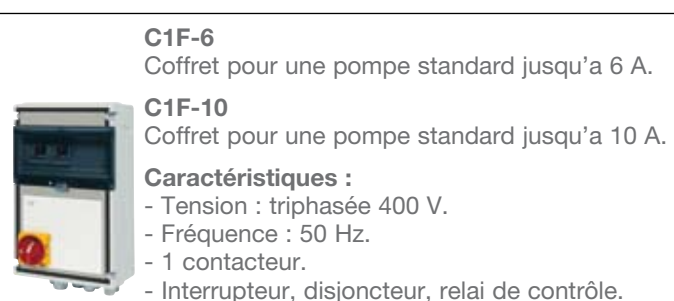 C1F-6
Coffret pour une pompe standard jusqu'a 6 A.
C1F-10
Coffret pour une pompe standard jusqu'a 10 A.
Caractéristiques :
- Tension : triphasée 400 V.
- Fréquence : 50 Hz.
- 1 contacteur.
- Interrupteur, disjoncteur, relai de contrôle.